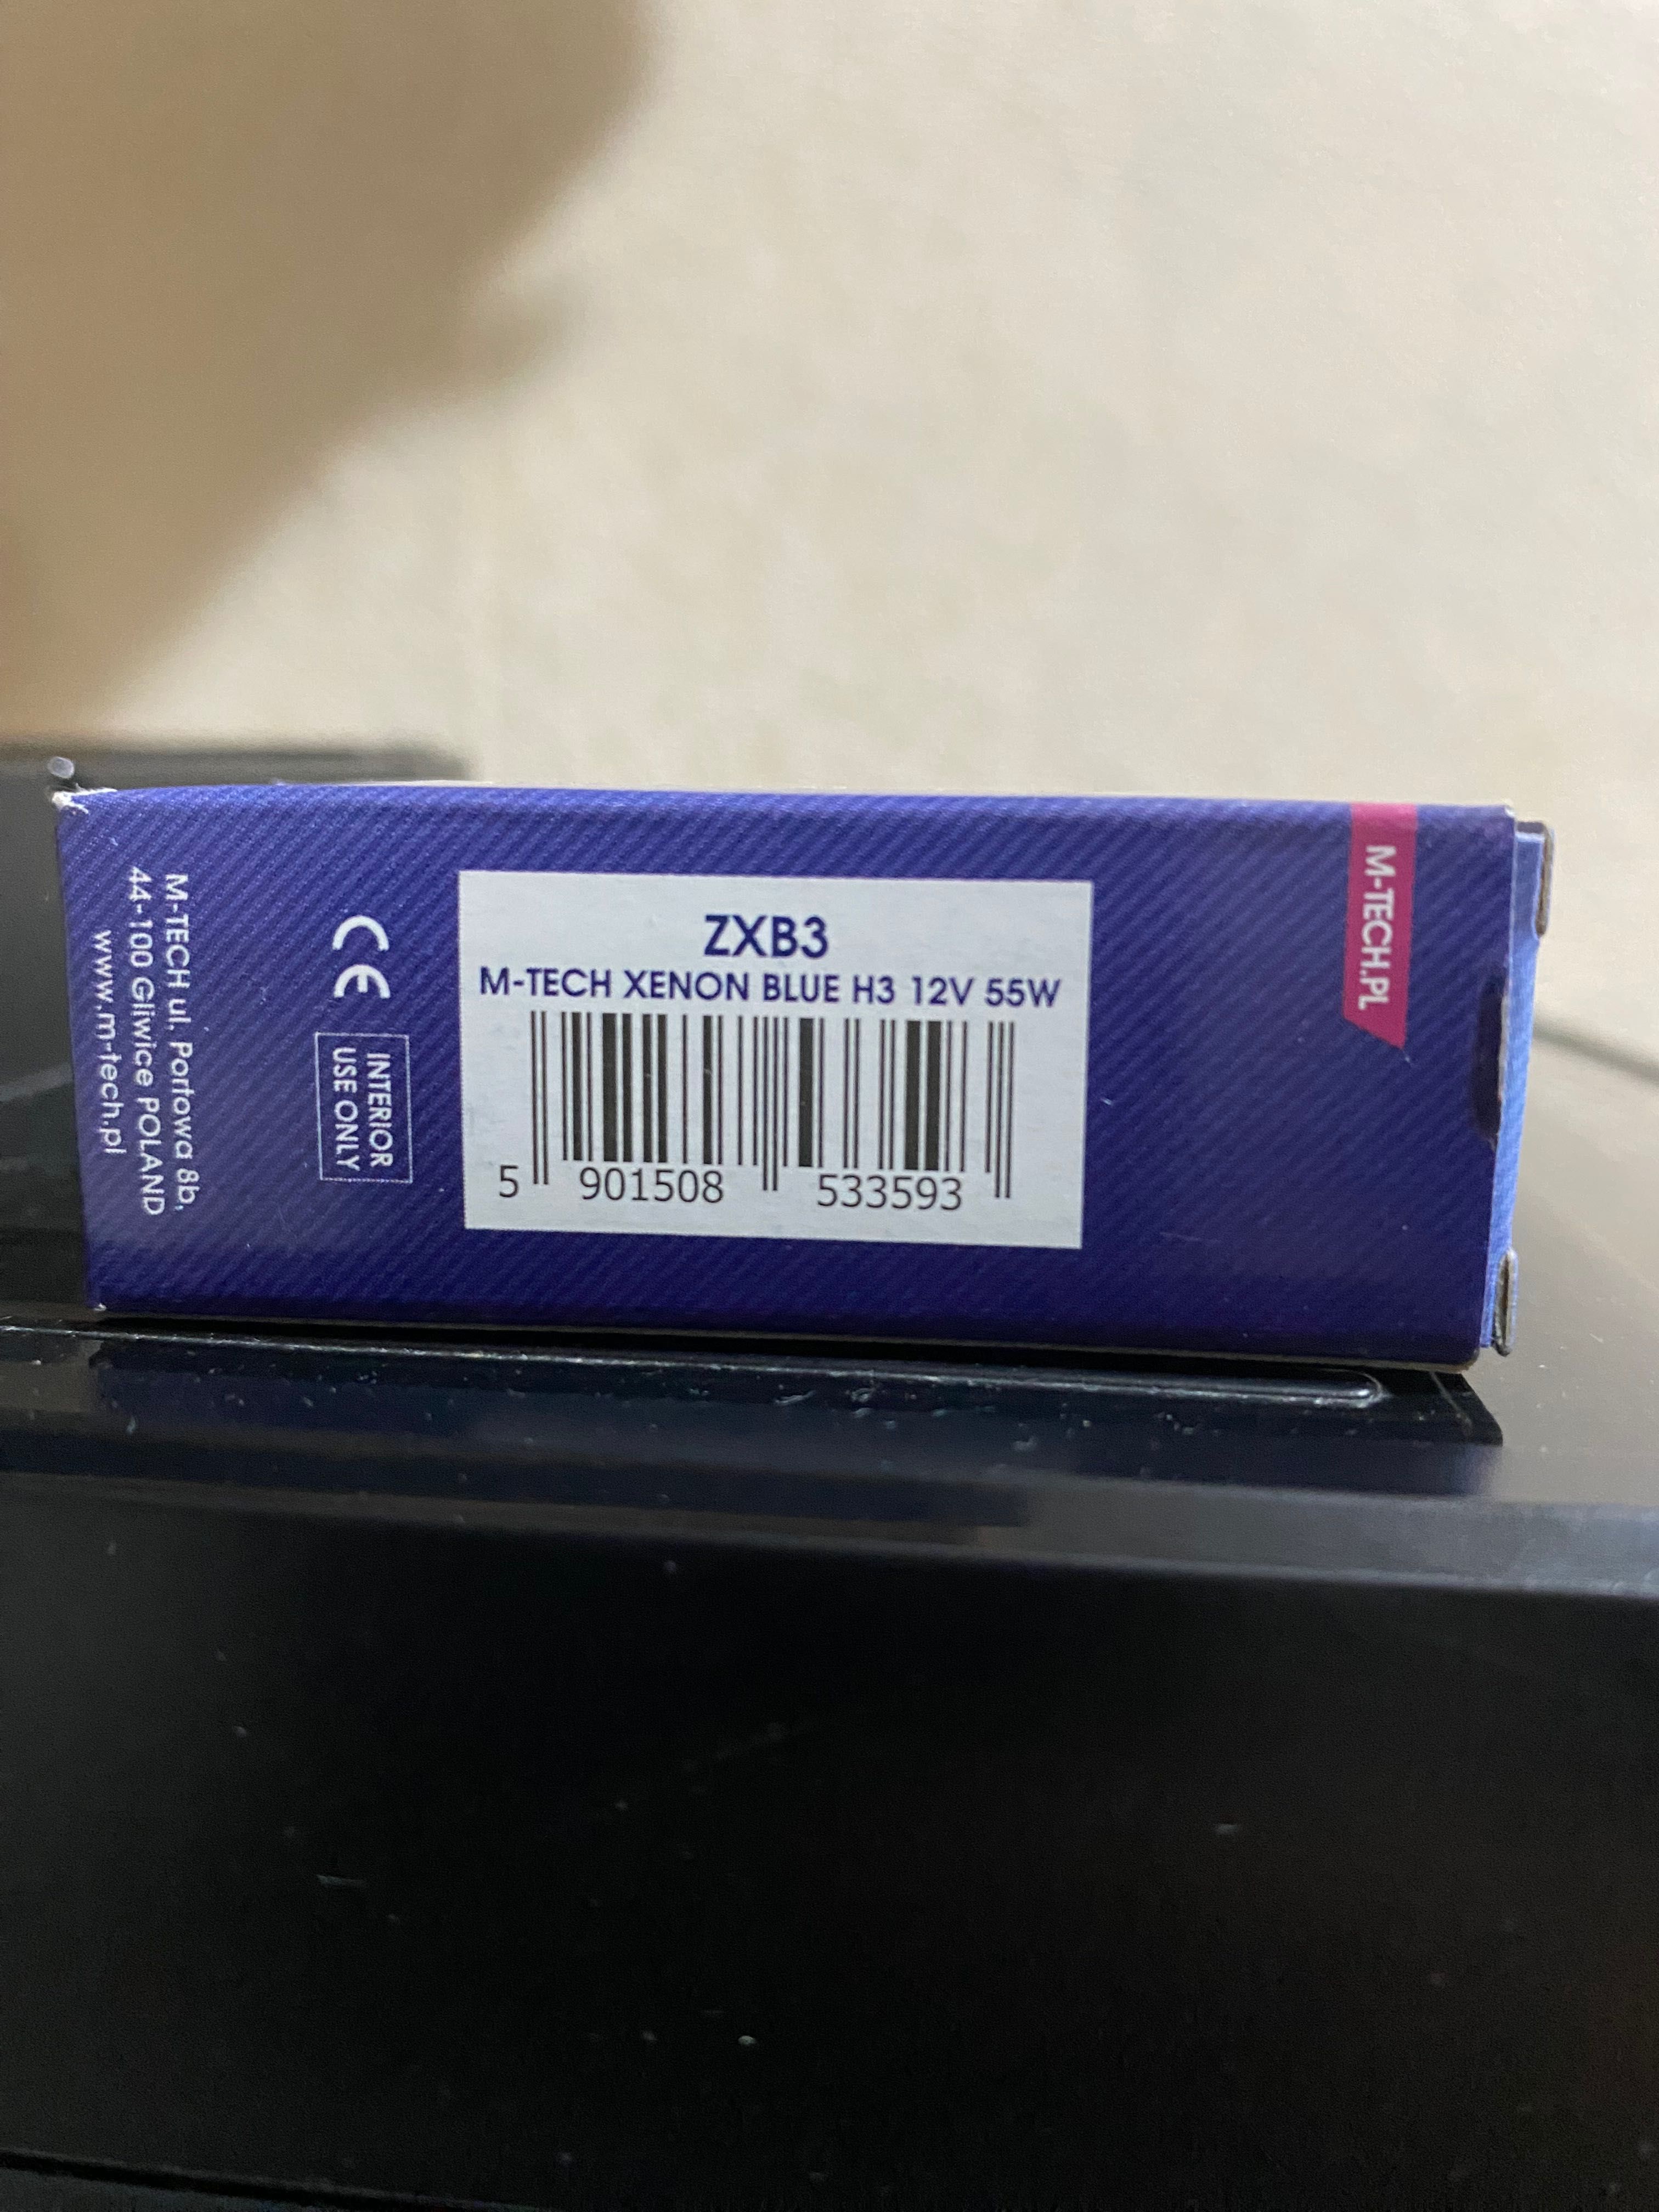 M-TECH.PL
ZXB3
M-TECH XENON BLUE H3 12V 55W
5 901508 533593
CE
INTERIOR
USE ONLY
M-TECH ul. Portowa 8b,
44-100 Gliwice POLAND
www.m-tech.pl